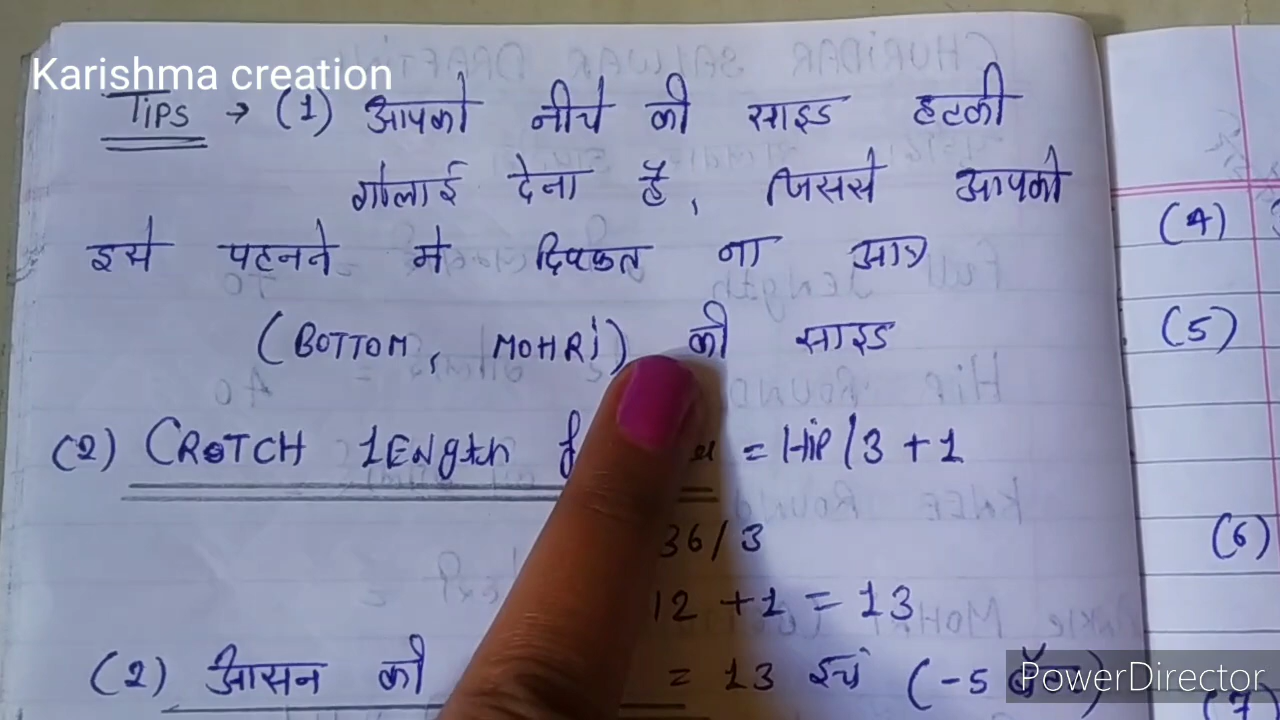 Karishma creation
TiPS → (1) आपको नीचे की साइड हल्की
गोलाई देना है, जिससे आपको
इसे पहनने मे दिक्कत ना आए
(BOTTOM, MOHRI) की साइड
(2) CROTCH LENgth = HiP/3 + 1
36/3
12 + 1 = 13
(2) आसन की = 13 इंच (-5 बेल्ट)
PowerDirector
(4)
(5)
(6)
(7)